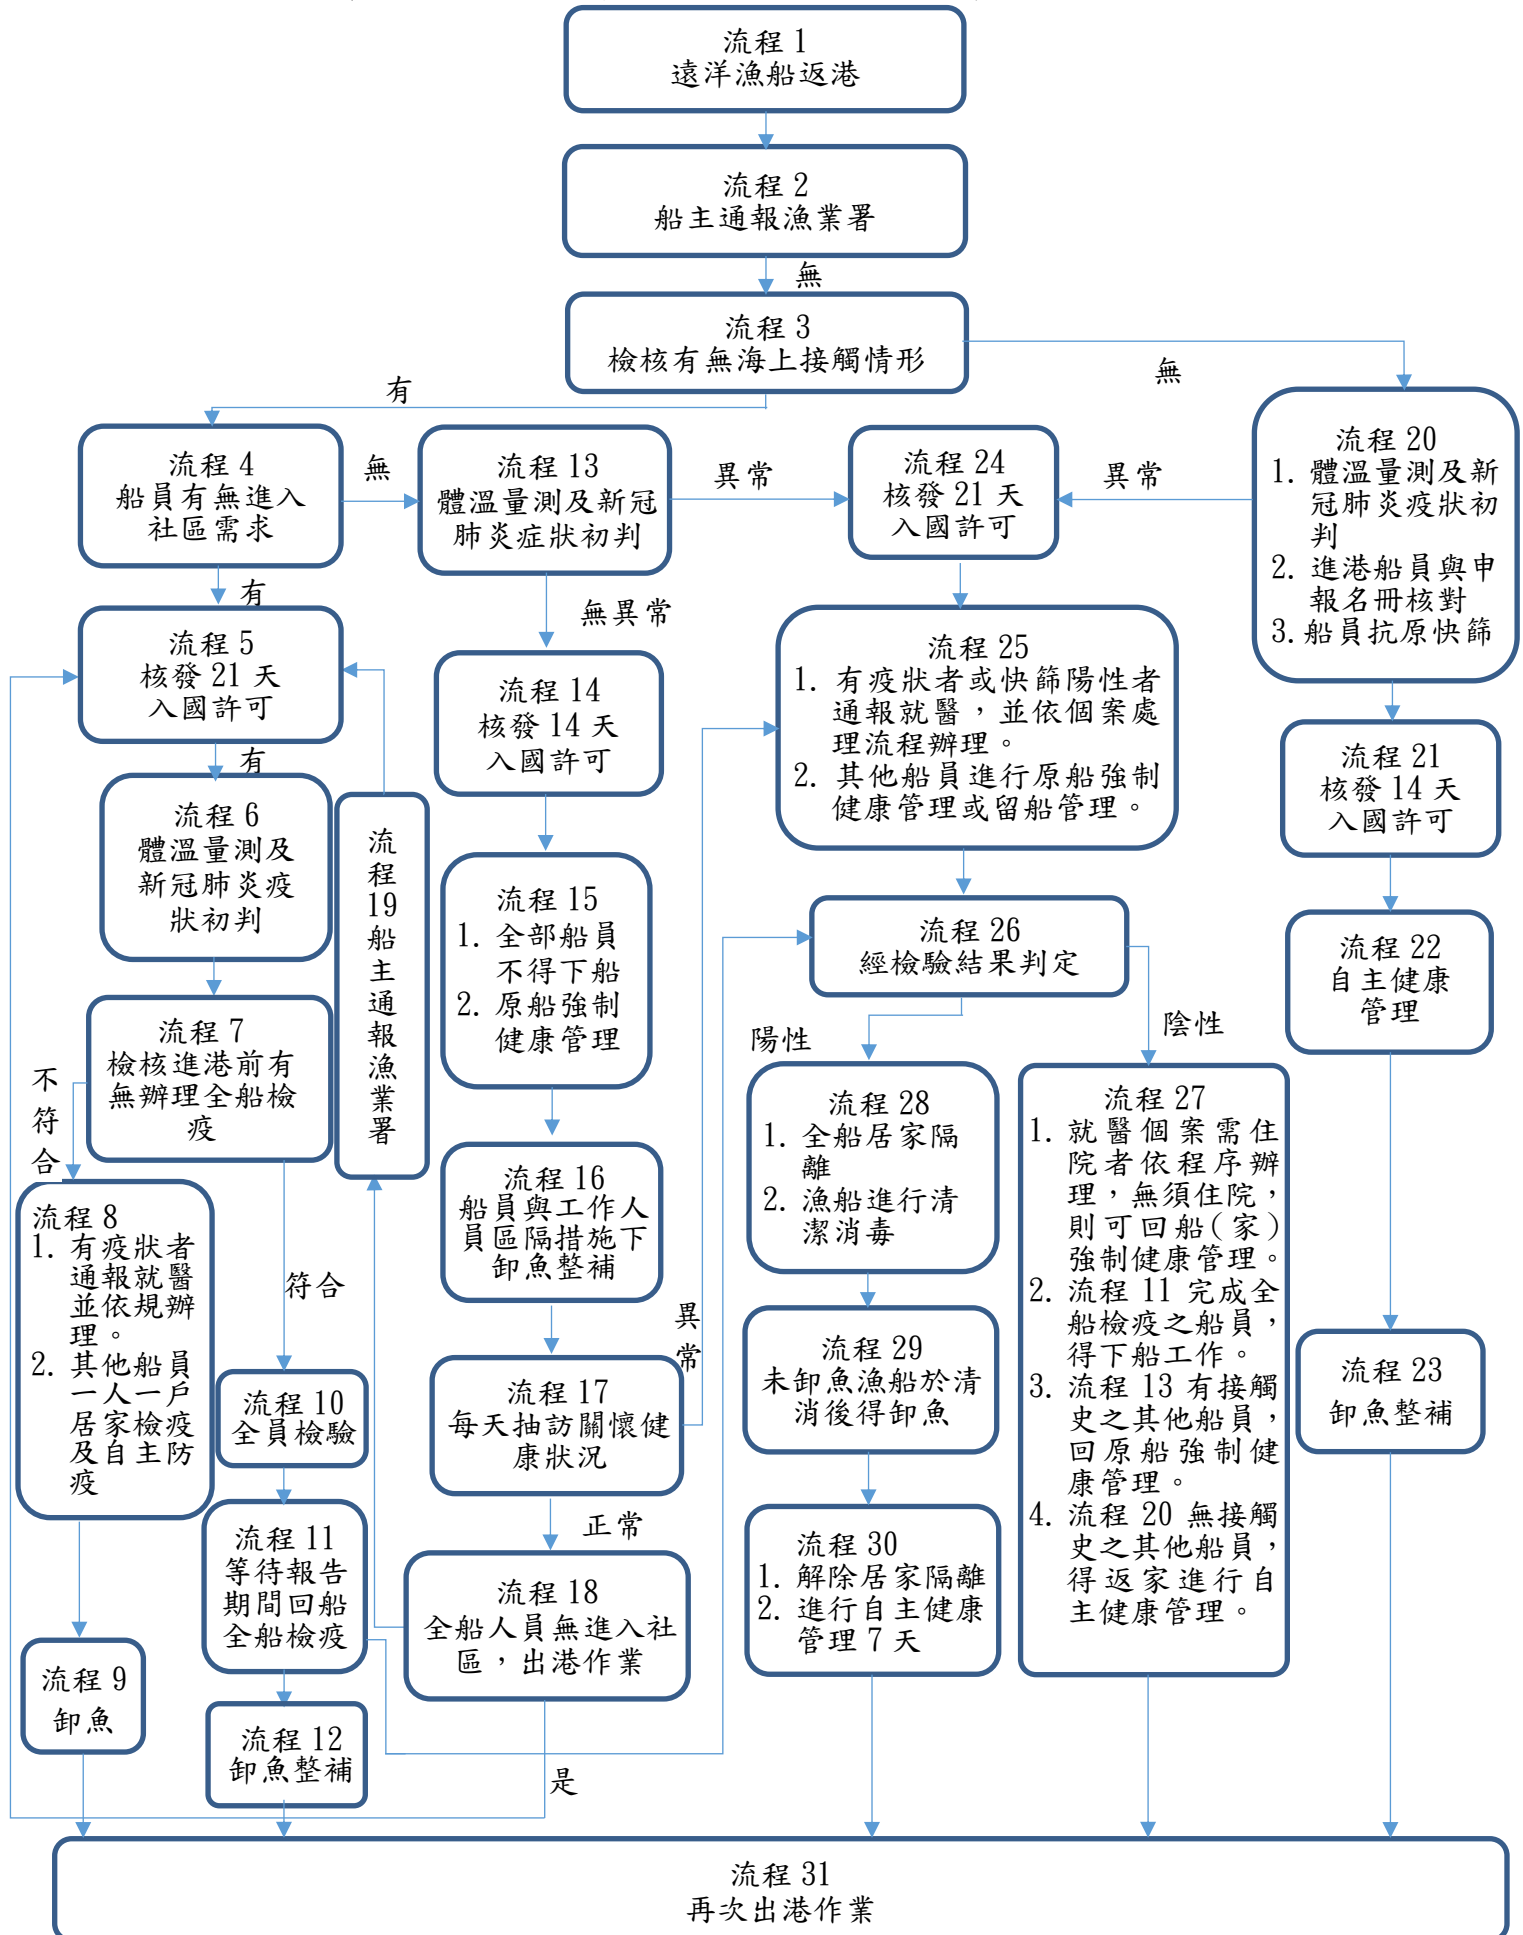 流程 1
遠洋漁船返港
流程 2
船主通報漁業署
無
流程 3
檢核有無海上接觸情形
有
無
流程 4
船員有無進入
社區需求
無
流程 13
體溫量測及新冠
肺炎症狀初判
異常
流程 24
核發 21 天
入國許可
異常
流程 20
1. 體溫量測及新
冠肺炎疫狀初
判
2. 進港船員與申
報名冊核對
3. 船員抗原快篩
有
流程 5
核發 21 天
入國許可
有
無異常
流程 14
核發 14 天
入國許可
流程 25
1. 有疫狀者或快篩陽性者
通報就醫，並依個案處
理流程辦理。
2. 其他船員進行原船強制
健康管理或留船管理。
流程 21
核發 14 天
入國許可
流程 6
體溫量測及
新冠肺炎疫
狀初判
流
程
19
船
主
通
報
漁
業
署
流程 15
1. 全部船員
不得下船
2. 原船強制
健康管理
流程 26
經檢驗結果判定
流程 22
自主健康
管理
陽性
陰性
流程 7
檢核進港前有
無辦理全船檢
疫
不
符
合
符合
流程 8
1. 有疫狀者
通報就醫
並依規辦
理。
2. 其他船員
一人一戶
居家檢疫
及自主防
疫
流程 16
船員與工作人
員區隔措施下
卸魚整補
異
常
流程 28
1. 全船居家隔
離
2. 漁船進行清
潔消毒
流程 27
1. 就醫個案需住
院者依程序辦
理，無須住院，
則可回船(家)
強制健康管理。
2. 流程 11 完成全
船檢疫之船員，
得下船工作。
3. 流程 13 有接觸
史之其他船員，
回原船強制健
康管理。
4. 流程 20 無接觸
史之其他船員，
得返家進行自
主健康管理。
流程 10
全員檢驗
流程 17
每天抽訪關懷健
康狀況
流程 29
未卸魚漁船於清
消後得卸魚
流程 23
卸魚整補
正常
流程 11
等待報告
期間回船
全船檢疫
流程 18
全船人員無進入社
區，出港作業
流程 30
1. 解除居家隔離
2. 進行自主健康
管理 7 天
流程 9
卸魚
流程 12
卸魚整補
是
流程 31
再次出港作業